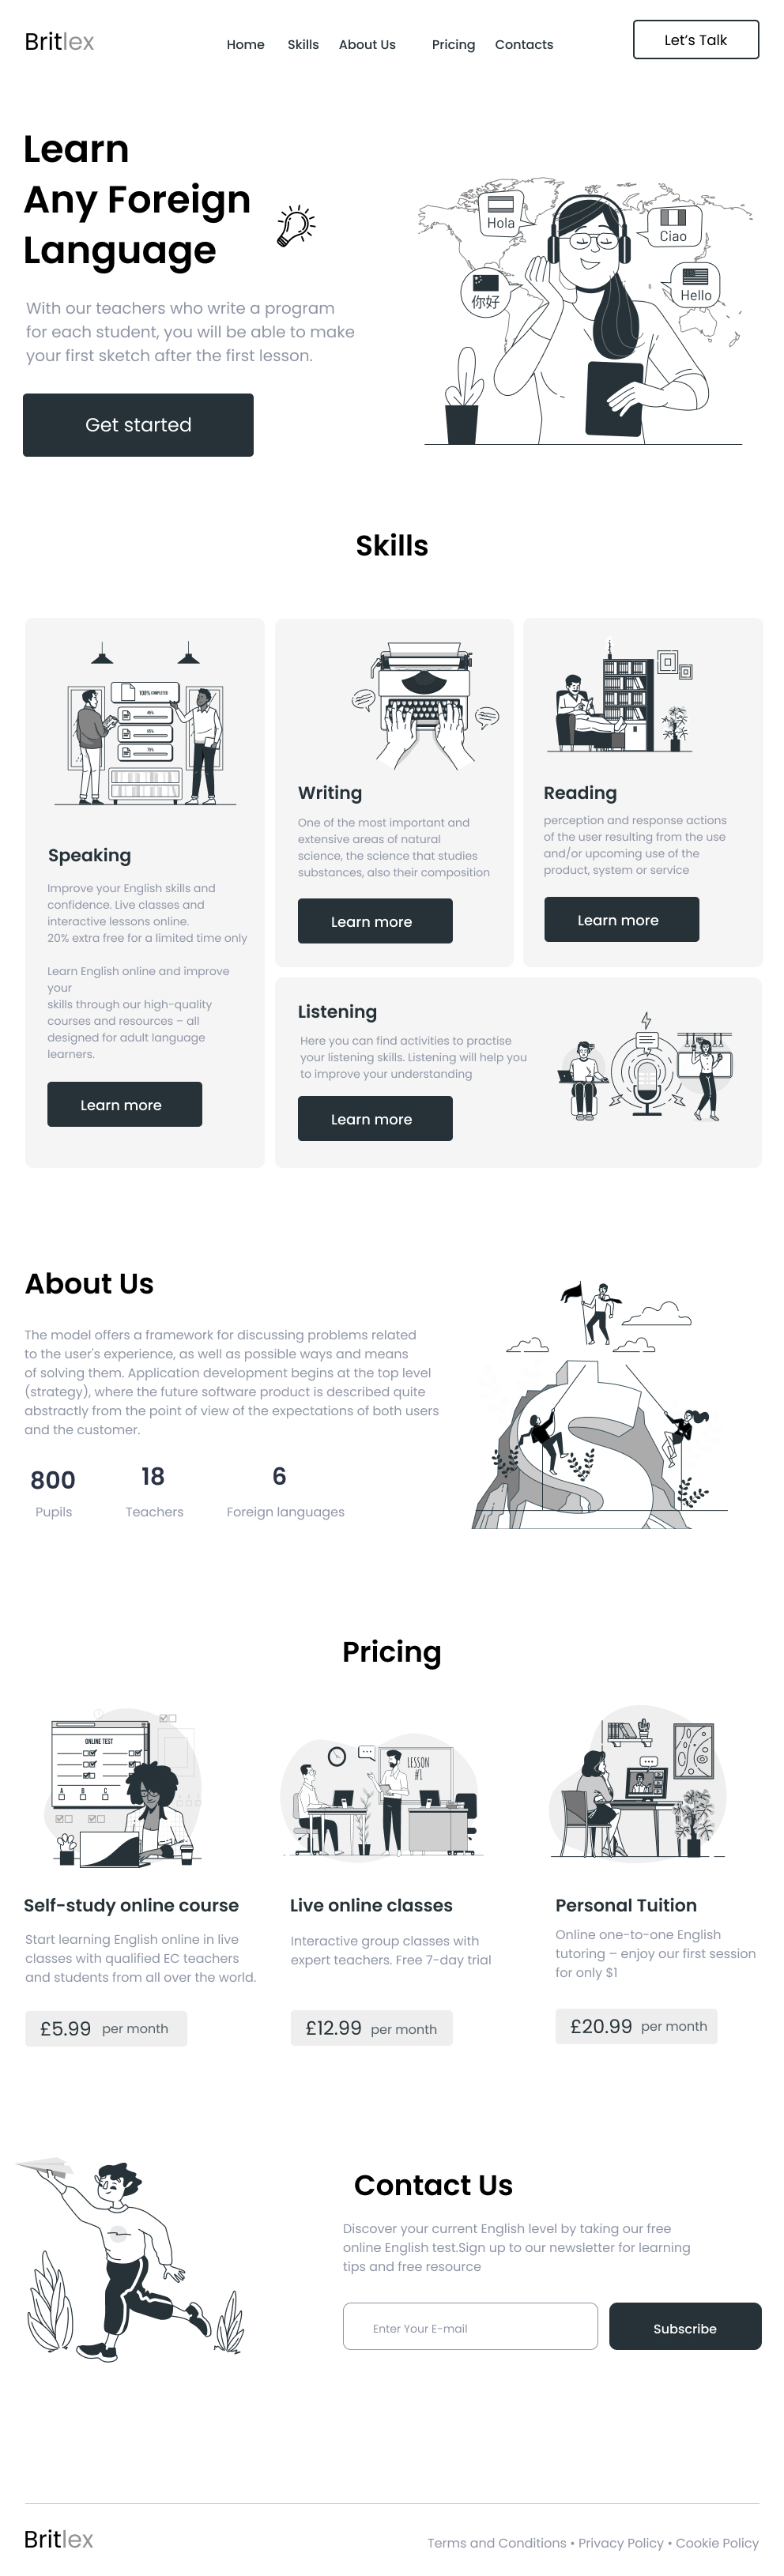 Britlex
Home Skills About Us Pricing Contacts
Let's Talk
Learn
Any Foreign
Language
With our teachers who write a program
for each student, you will be able to make
your first sketch after the first lesson.
Get started
Hola
Ciao
你好
Hello
Skills
100% COMPLETED
Speaking
Improve your English skills and
confidence. Live classes and
interactive lessons online.
20% extra free for a limited time only
Learn English online and improve
your
skills through our high-quality
courses and resources – all
designed for adult language
learners.
Learn more
Writing
One of the most important and
extensive areas of natural
science, the science that studies
substances, also their composition
Learn more
Reading
perception and response actions
of the user resulting from the use
and/or upcoming use of the
product, system or service
Learn more
Listening
Here you can find activities to practise
your listening skills. Listening will help you
to improve your understanding
Learn more
About Us
The model offers a framework for discussing problems related
to the user's experience, as well as possible ways and means
of solving them. Application development begins at the top level
(strategy), where the future software product is described quite
abstractly from the point of view of the expectations of both users
and the customer.
800 18 6
Pupils Teachers Foreign languages
Pricing
ONLINE TEST
A B C
LESSON
#1
Self-study online course
Start learning English online in live
classes with qualified EC teachers
and students from all over the world.
£5.99 per month
Live online classes
Interactive group classes with
expert teachers. Free 7-day trial
£12.99 per month
Personal Tuition
Online one-to-one English
tutoring – enjoy our first session
for only $1
£20.99 per month
Contact Us
Discover your current English level by taking our free
online English test.Sign up to our newsletter for learning
tips and free resource
Enter Your E-mail
Subscribe
Britlex
Terms and Conditions • Privacy Policy • Cookie Policy